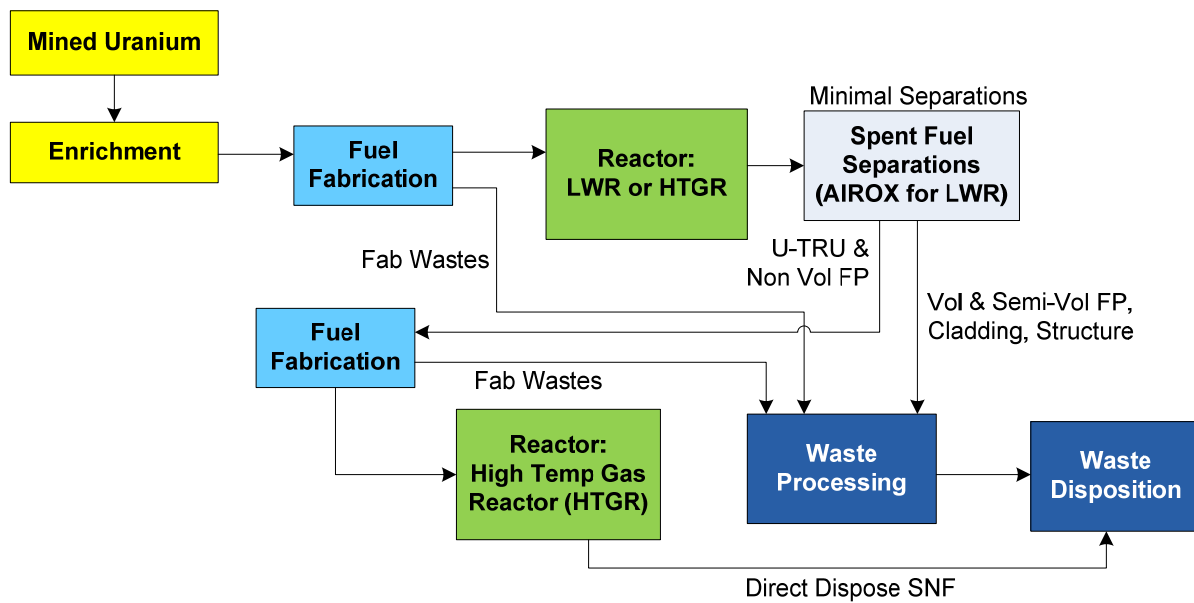 Mined Uranium
Enrichment
Fuel
Fabrication
Reactor:
LWR or HTGR
Minimal Separations
Spent Fuel
Separations
(AIROX for LWR)
Fab Wastes
U-TRU &
Non Vol FP
Vol & Semi-Vol FP,
Cladding, Structure
Fuel
Fabrication
Fab Wastes
Reactor:
High Temp Gas
Reactor (HTGR)
Waste
Processing
Waste
Disposition
Direct Dispose SNF